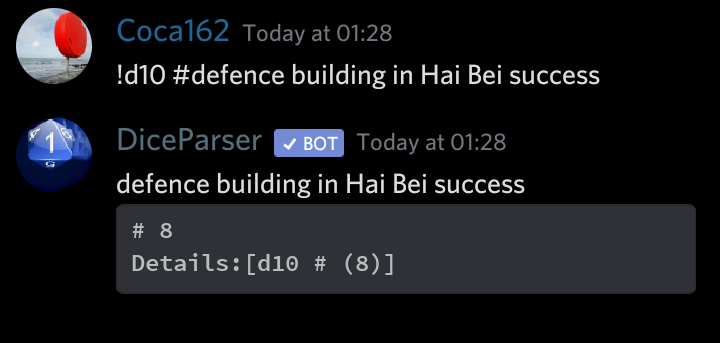 Coca162 Today at 01:28
!d10 #defence building in Hai Bei success
1
DiceParser ✓ BOT Today at 01:28
defence building in Hai Bei success
# 8
Details:[d10 # (8)]